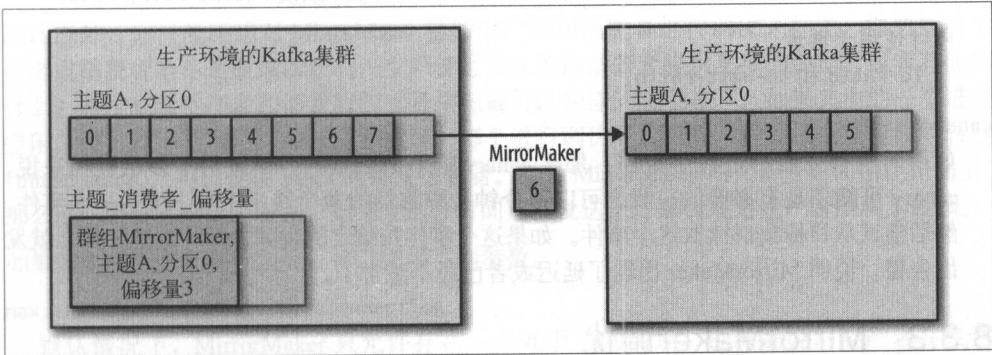 生产环境的Kafka集群
主题A, 分区0
0 1 2 3 4 5 6 7
主题_消费者_偏移量
群组MirrorMaker,
主题A,分区0,
偏移量3
MirrorMaker
6
生产环境的Kafka集群
主题A, 分区0
0 1 2 3 4 5